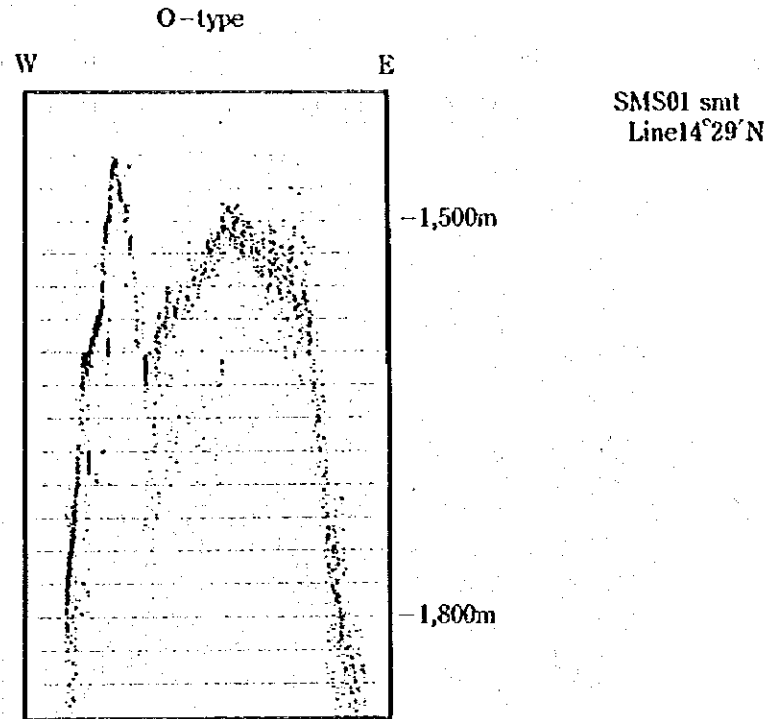 O-type
W E
SMS01 smt
Line14°29′N
-1,500m
-1,800m